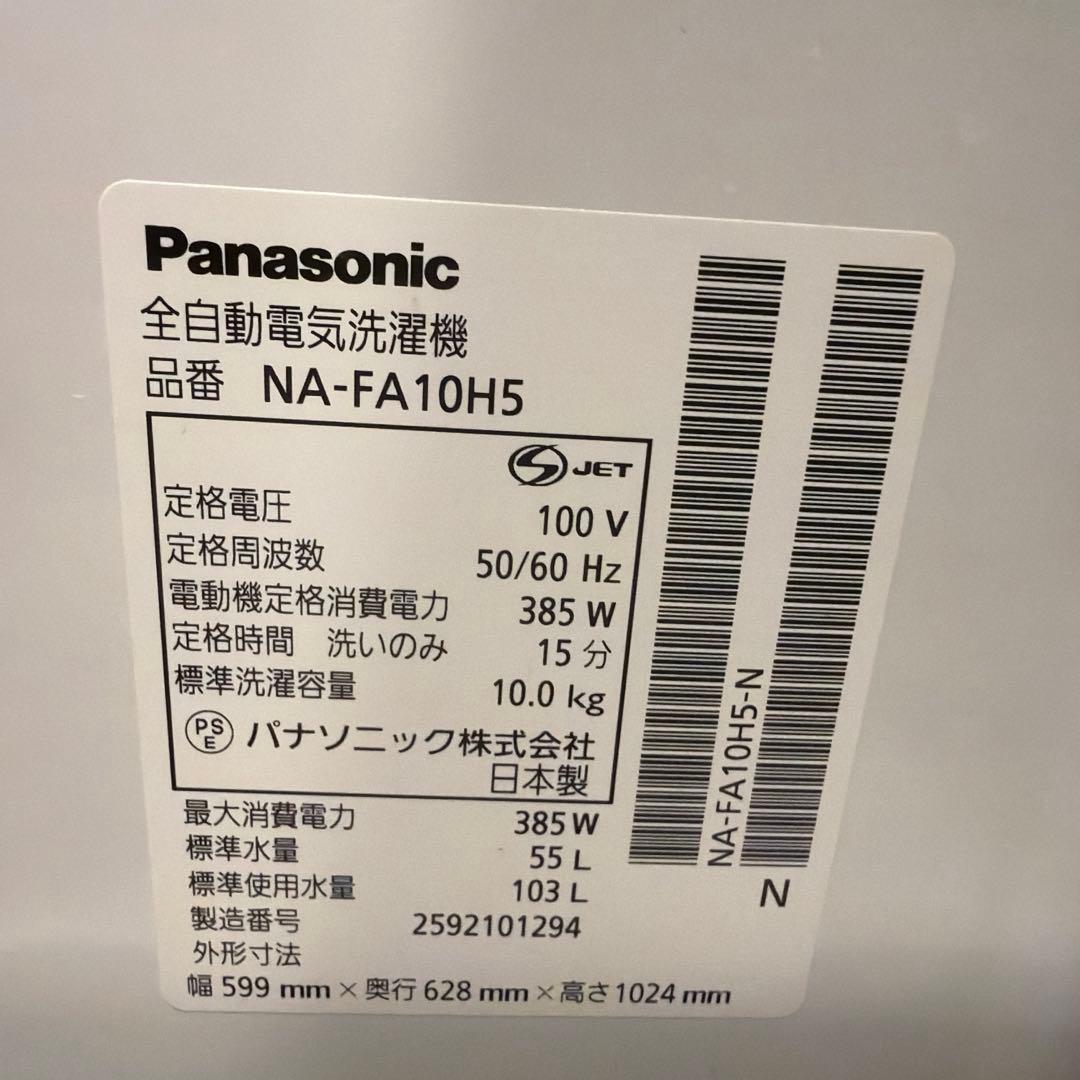 Panasonic
全自動電気洗濯機
品番 NA-FA10H5
S JET
定格電圧 100 V
定格周波数 50/60 Hz
電動機定格消費電力 385 W
定格時間 洗いのみ 15 分
標準洗濯容量 10.0 kg
PS E パナソニック株式会社
日本製
最大消費電力 385 W
標準水量 55 L
標準使用水量 103 L
製造番号 2592101294
外形寸法
幅 599 mm × 奥行 628 mm × 高さ 1024 mm
NA-FA10H5-N
N